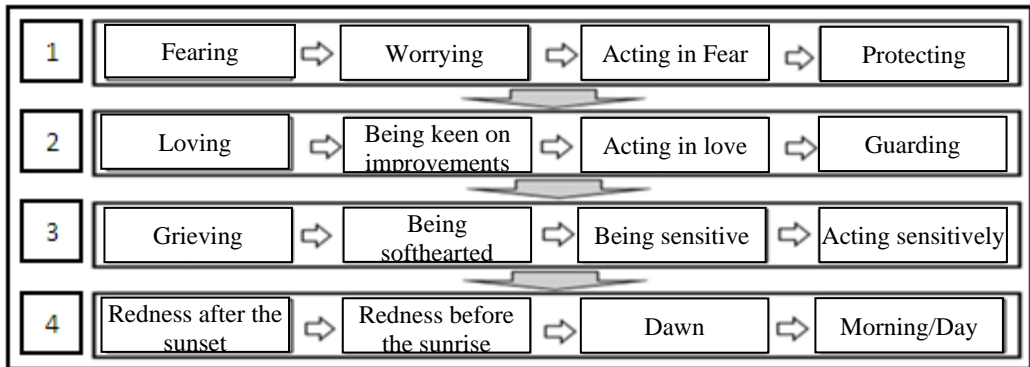 1
Fearing
Worrying
Acting in Fear
Protecting
2
Loving
Being keen on
improvements
Acting in love
Guarding
3
Grieving
Being
softhearted
Being sensitive
Acting sensitively
4
Redness after the
sunset
Redness before
the sunrise
Dawn
Morning/Day